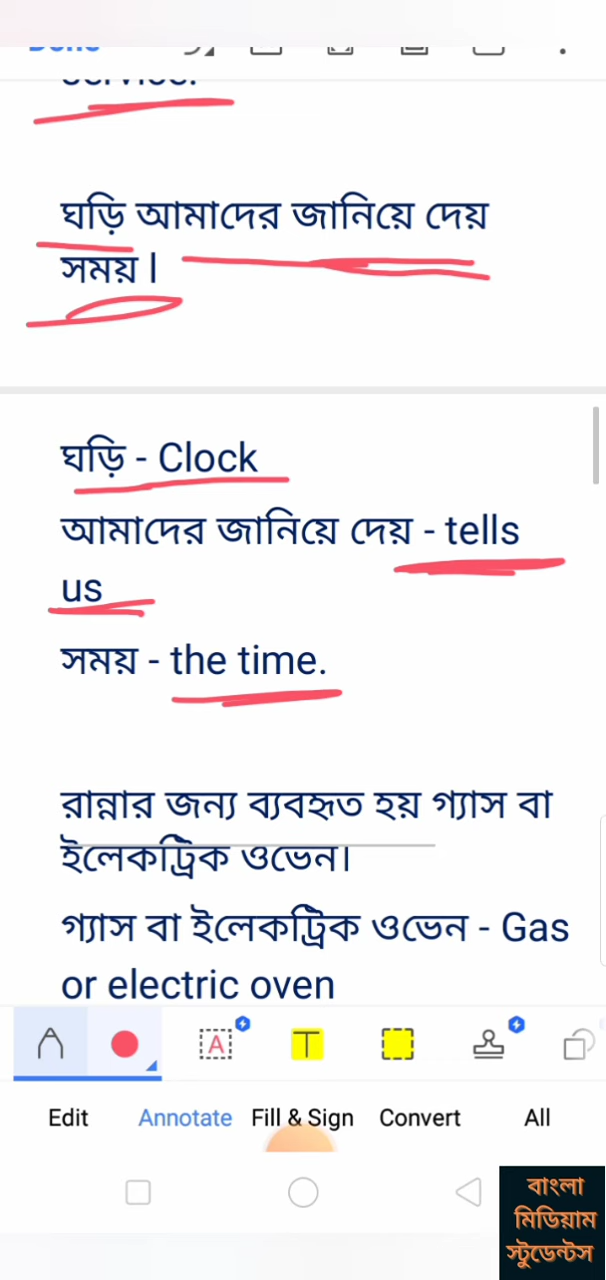 ঘড়ি আমাদের জানিয়ে দেয়
সময়।
ঘড়ি - Clock
আমাদের জানিয়ে দেয় - tells
us
সময় - the time.
রান্নার জন্য ব্যবহৃত হয় গ্যাস বা
ইলেকট্রিক ওভেন।
গ্যাস বা ইলেকট্রিক ওভেন - Gas
or electric oven
A
T
Edit
Annotate
Fill & Sign
Convert
All
বাংলা
মিডিয়াম
স্টুডেন্টস